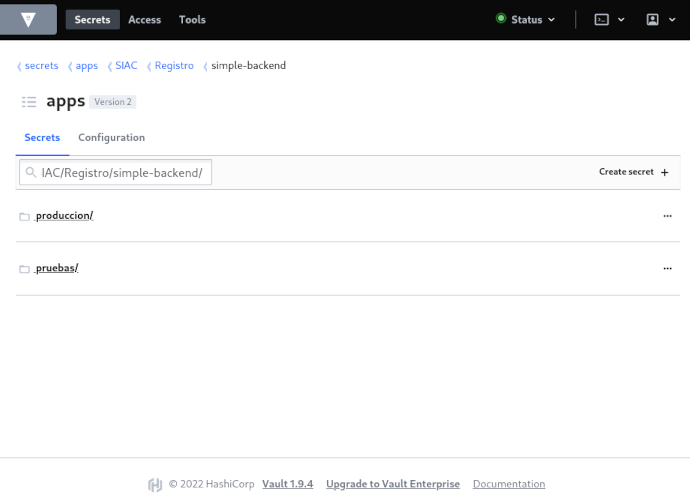 Secrets Access Tools Status
secrets apps SIAC Registro simple-backend
apps Version 2
Secrets Configuration
IAC/Registro/simple-backend/ Create secret +
produccion/ ...
pruebas/ ...
© 2022 HashiCorp Vault 1.9.4 Upgrade to Vault Enterprise Documentation